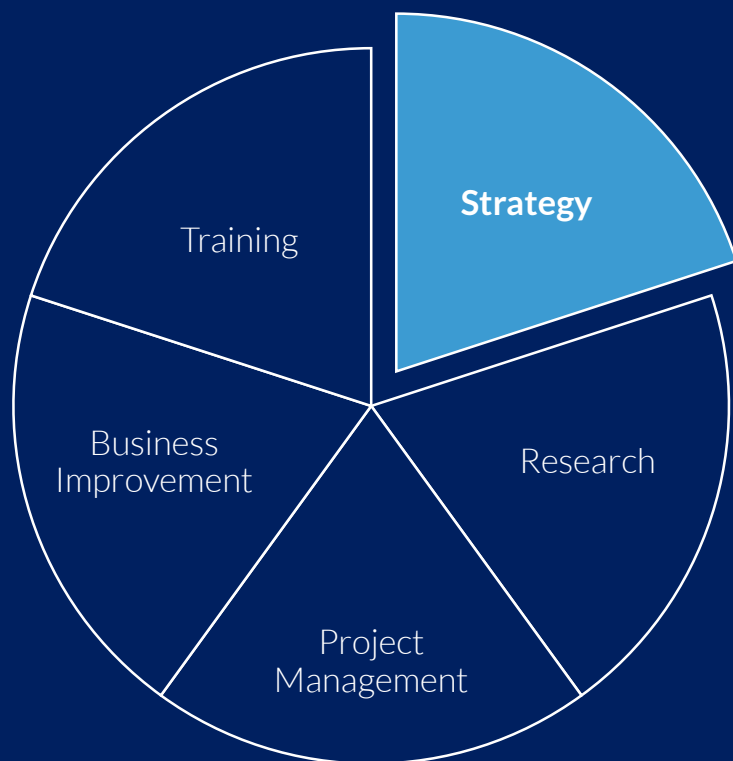 Strategy
Training
Business
Improvement
Research
Project
Management